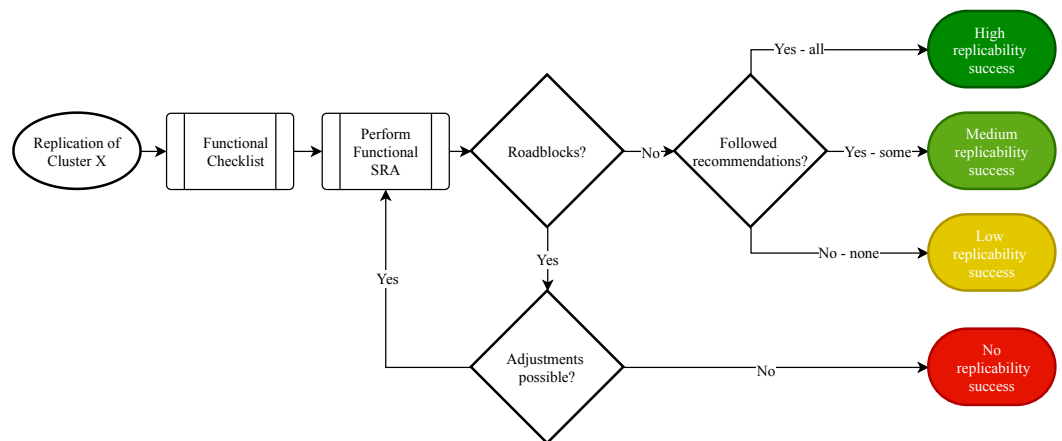 Replication of
Cluster X
Functional
Checklist
Perform
Functional
SRA
Roadblocks?
No
Followed
recommendations?
Yes - all
High
replicability
success
Yes - some
Medium
replicability
success
No - none
Low
replicability
success
Yes
Adjustments
possible?
Yes
No
No
replicability
success